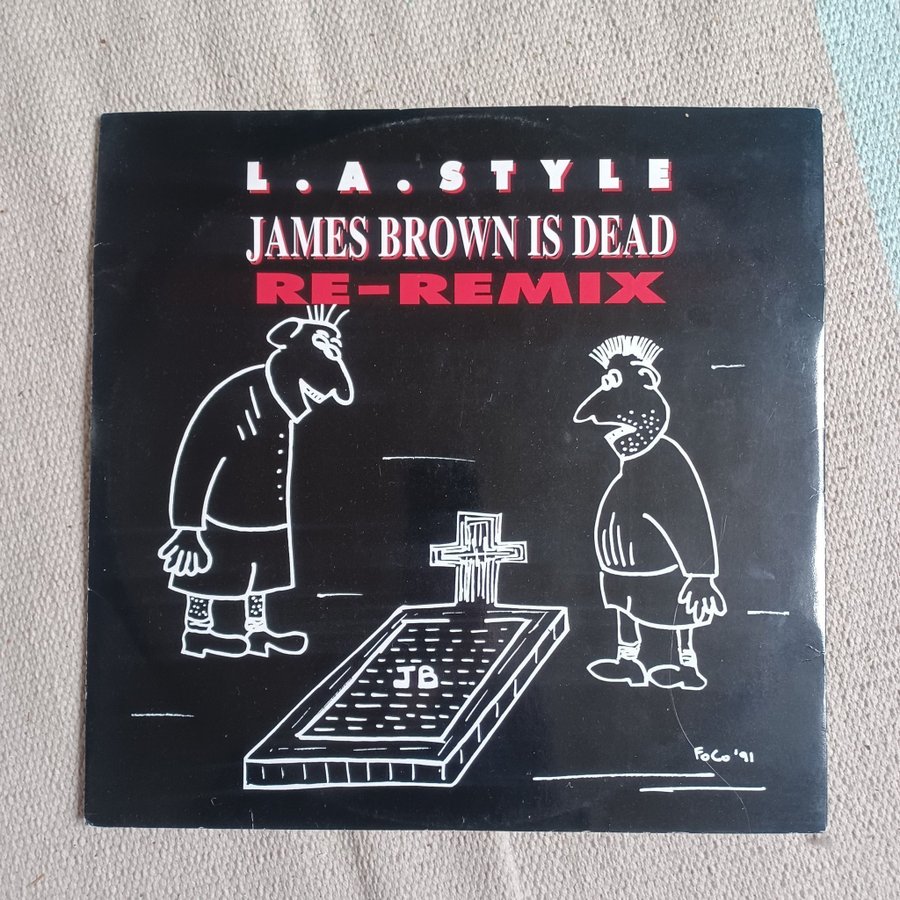 L.A.STYLE
JAMES BROWN IS DEAD
RE-REMIX
JB
FoCo '91